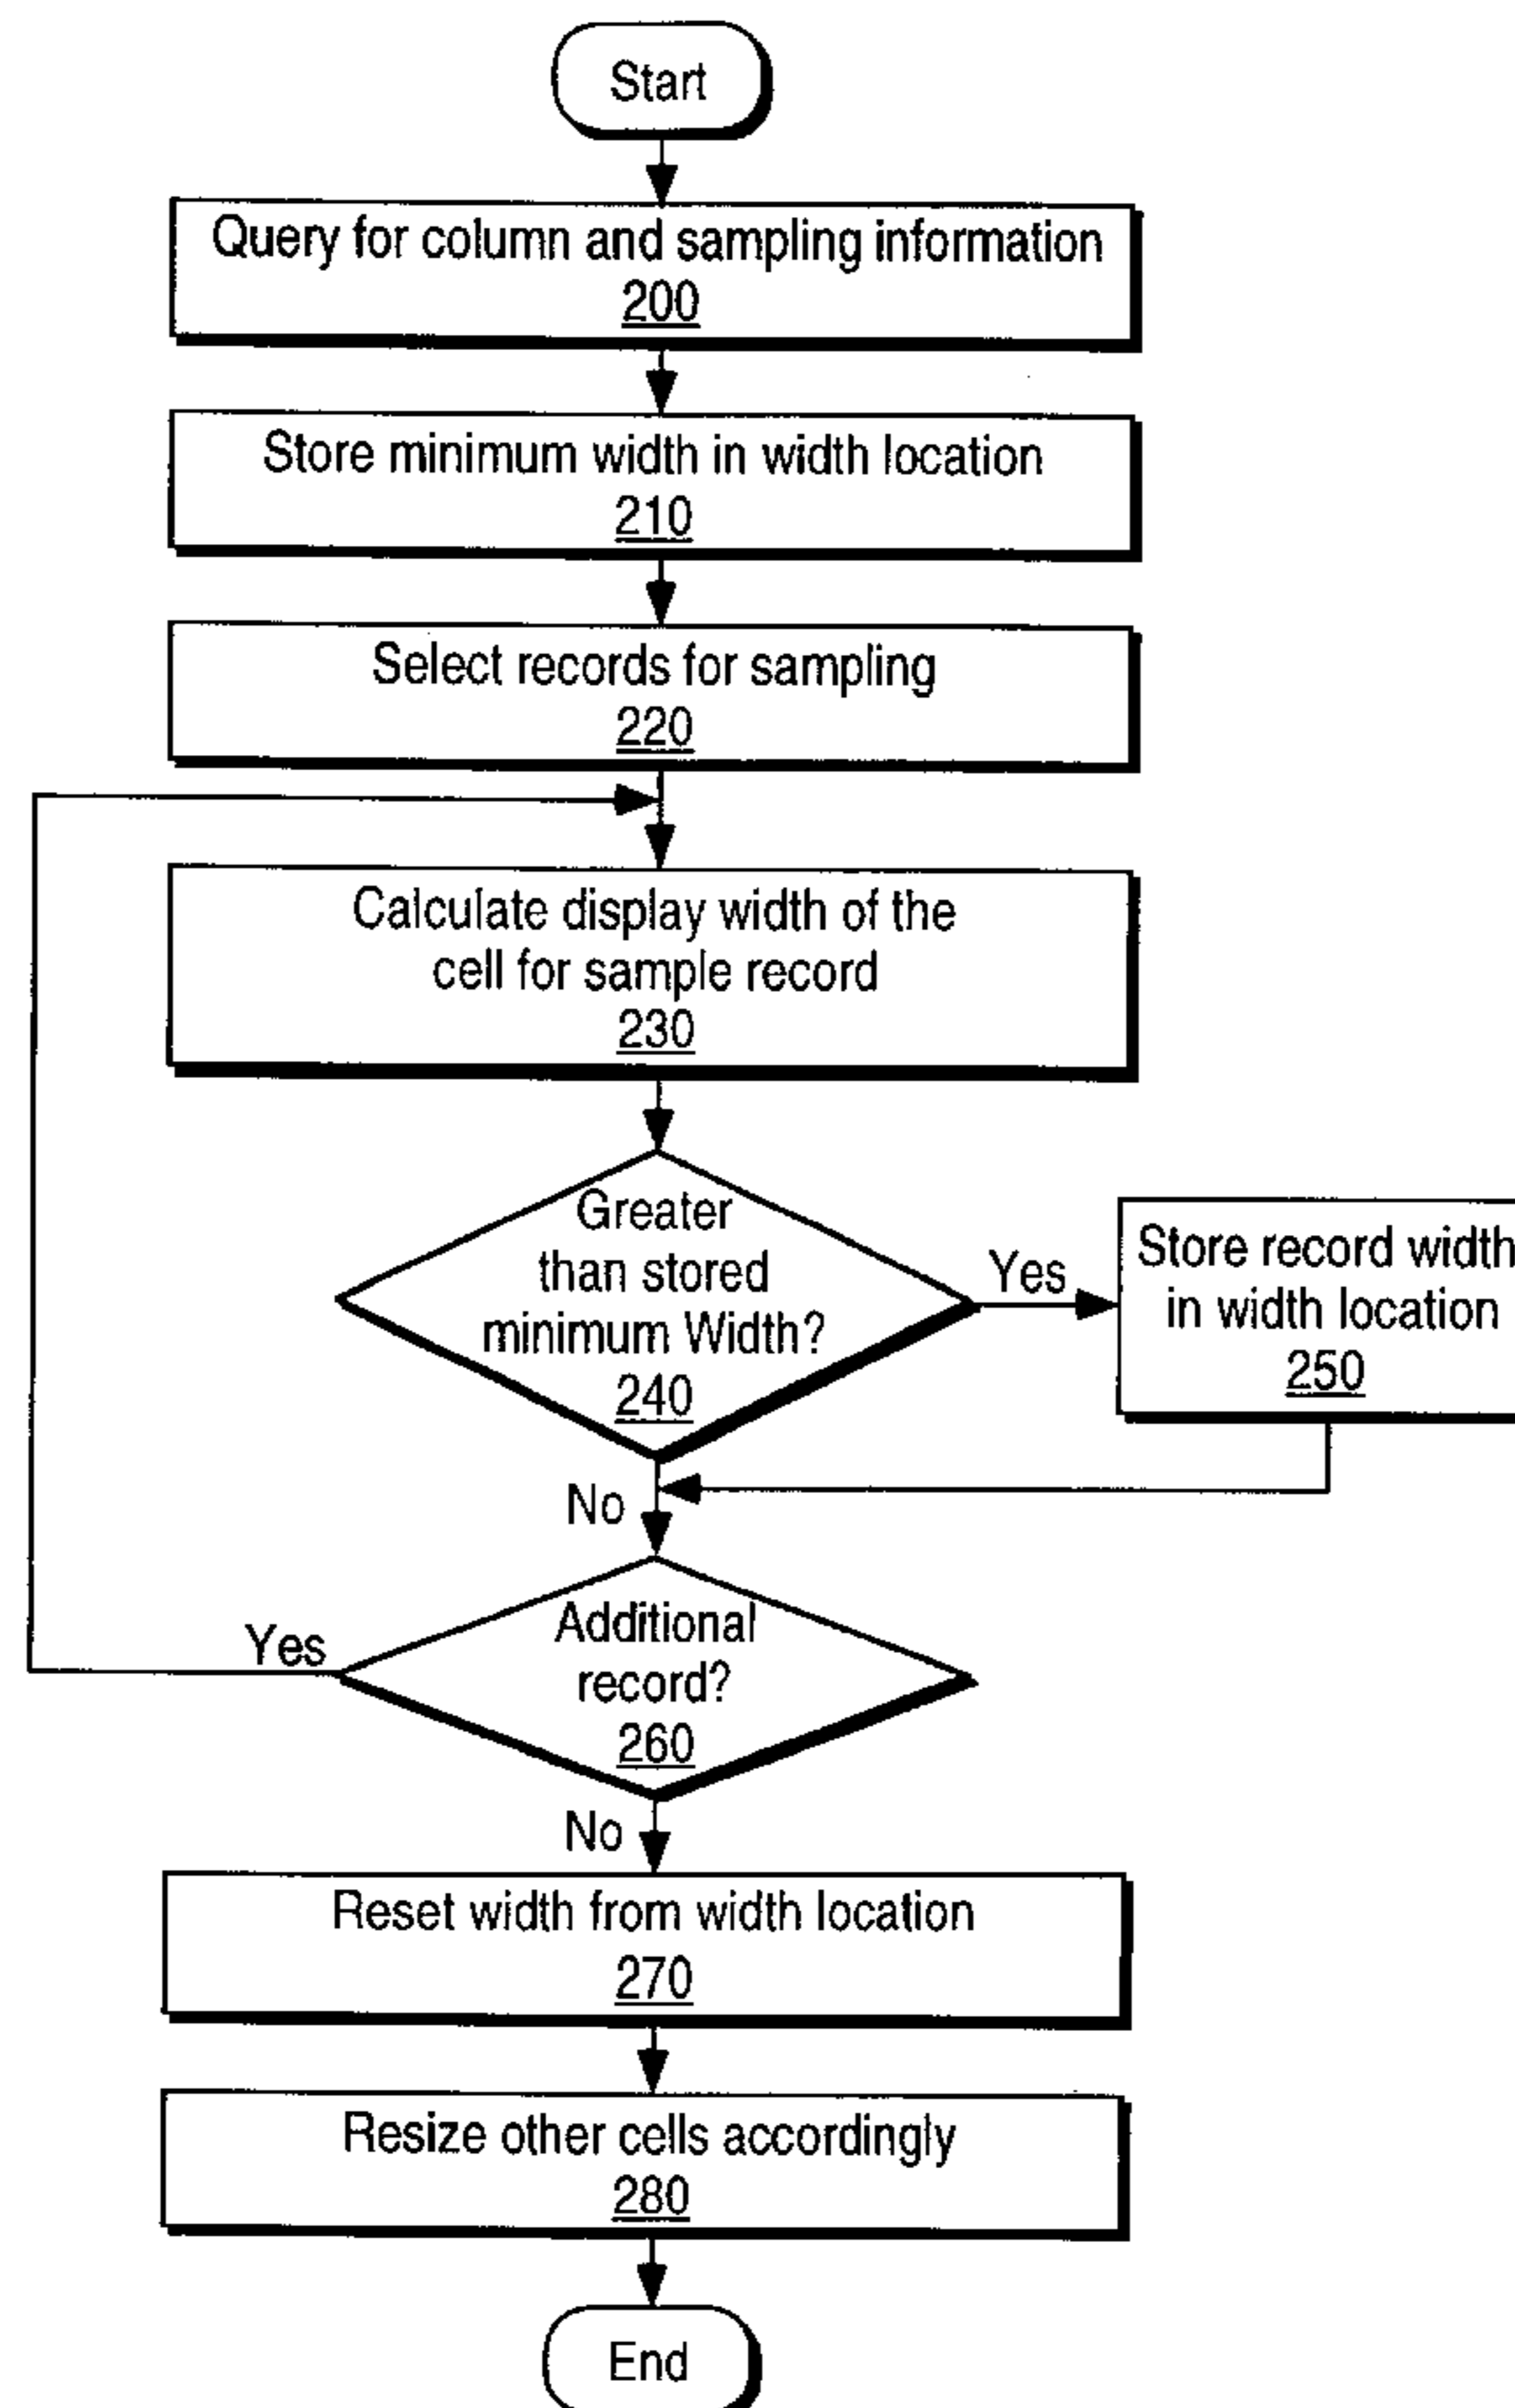 Start
Query for column and sampling information
200
Store minimum width in width location
210
Select records for sampling
220
Calculate display width of the
cell for sample record
230
Greater
than stored
minimum Width?
240
Yes
Store record width
in width location
250
No
Additional
record?
260
Yes
No
Reset width from width location
270
Resize other cells accordingly
280
End